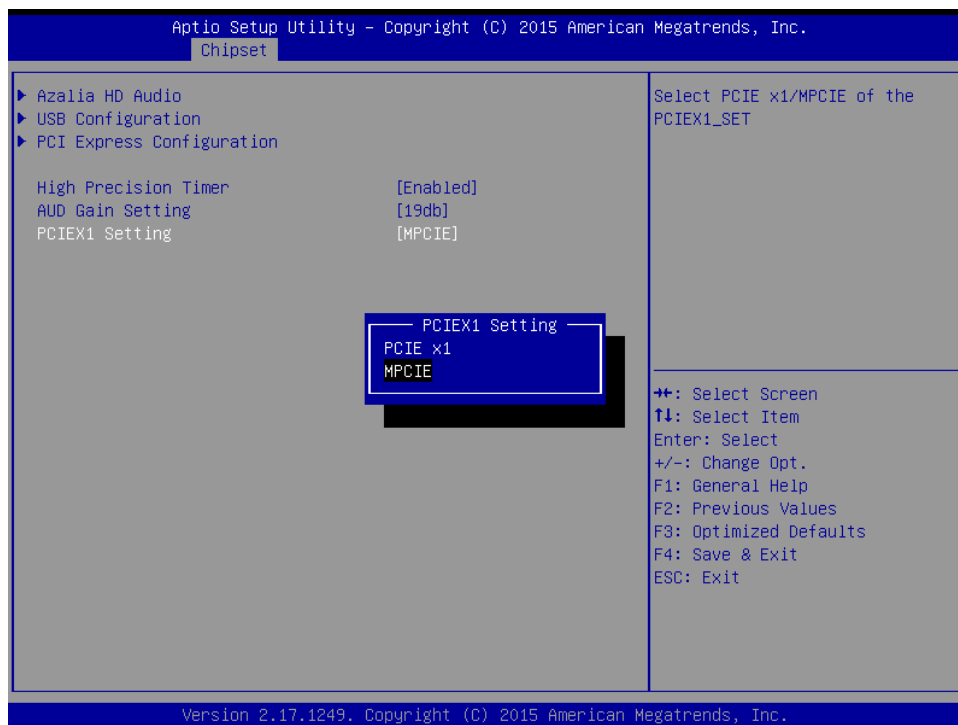 Aptio Setup Utility – Copyright (C) 2015 American Megatrends, Inc.
Chipset
Azalia HD Audio
USB Configuration
PCI Express Configuration
High Precision Timer [Enabled]
AUD Gain Setting [19db]
PCIEX1 Setting [MPCIE]
PCIEX1 Setting
PCIE x1
MPCIE
Select PCIE x1/MPCIE of the
PCIEX1_SET
→←: Select Screen
↑↓: Select Item
Enter: Select
+/-: Change Opt.
F1: General Help
F2: Previous Values
F3: Optimized Defaults
F4: Save & Exit
ESC: Exit
Version 2.17.1249. Copyright (C) 2015 American Megatrends, Inc.